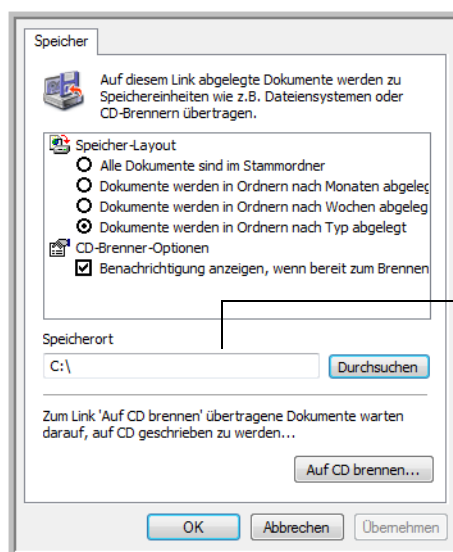 Speicher
Auf diesem Link abgelegte Dokumente werden zu
Speichereinheiten wie z.B. Dateiensystemen oder
CD-Brennern übertragen.
Speicher-Layout
Alle Dokumente sind im Stammordner
Dokumente werden in Ordnern nach Monaten abgeleg
Dokumente werden in Ordnern nach Wochen abgeleg
Dokumente werden in Ordnern nach Typ abgelegt
CD-Brenner-Optionen
Benachrichtigung anzeigen, wenn bereit zum Brennen
Speicherort
C:\ Durchsuchen
Zum Link 'Auf CD brennen' übertragene Dokumente warten
darauf, auf CD geschrieben zu werden...
Auf CD brennen...
OK Abbrechen Übernehmen